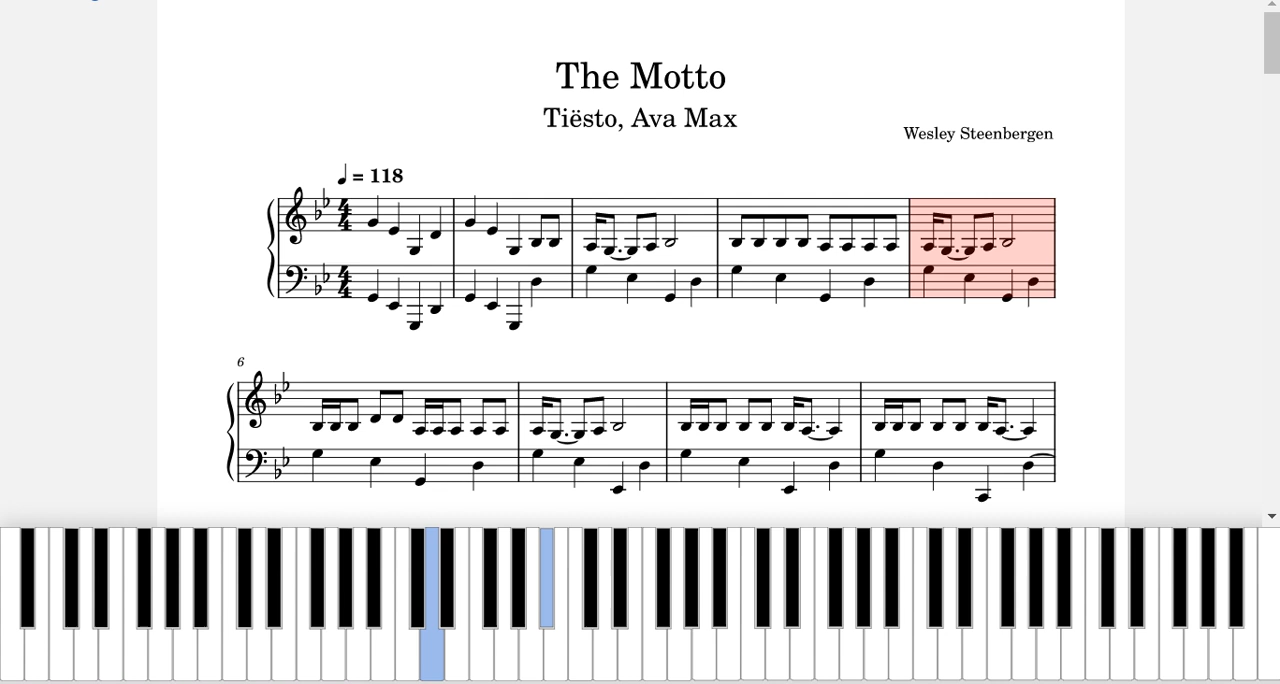 The Motto
Tiësto, Ava Max
Wesley Steenbergen
♩ = 118
6